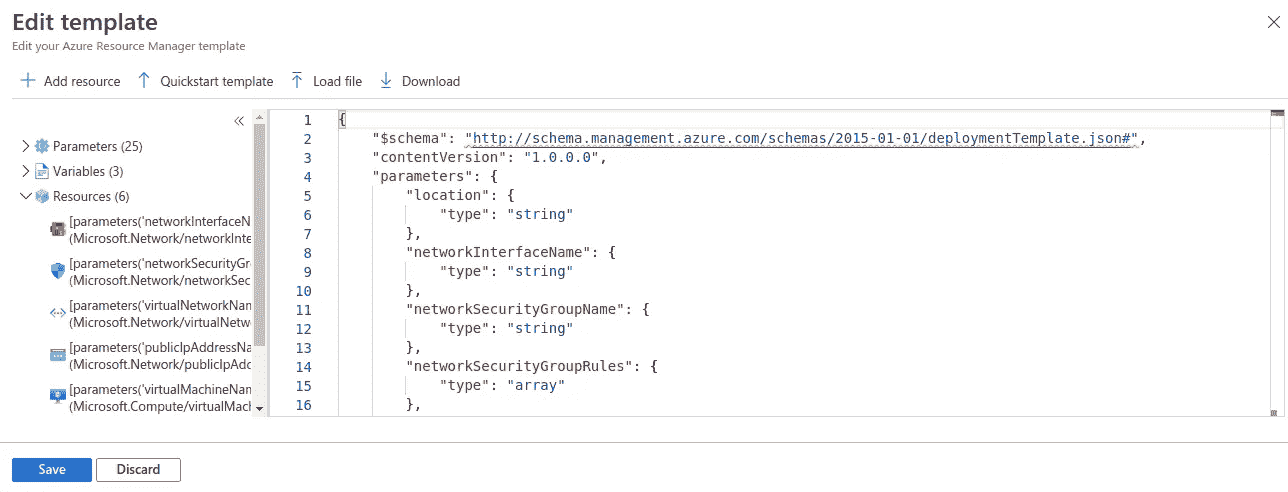 Edit template
Edit your Azure Resource Manager template
Add resource Quickstart template Load file Download
«
Parameters (25)
Variables (3)
Resources (6)
[parameters('networkInterfaceN
(Microsoft.Network/networkInte
[parameters('networkSecurityGr
(Microsoft.Network/networkSec
[parameters('virtualNetworkNan
(Microsoft.Network/virtualNetw
[parameters('publicIpAddressNa
(Microsoft.Network/publicIpAdd
[parameters('virtualMachineNan
(Microsoft.Compute/virtualMacl
1 {
2 "$schema": "http://schema.management.azure.com/schemas/2015-01-01/deploymentTemplate.json#",
3 "contentVersion": "1.0.0.0",
4 "parameters": {
5 "location": {
6 "type": "string"
7 },
8 "networkInterfaceName": {
9 "type": "string"
10 },
11 "networkSecurityGroupName": {
12 "type": "string"
13 },
14 "networkSecurityGroupRules": {
15 "type": "array"
16 },
Save Discard